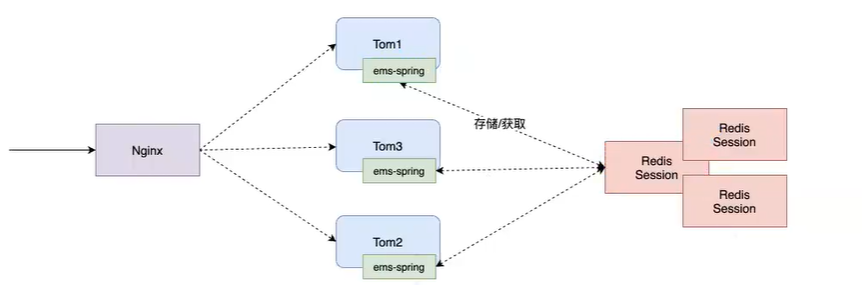 Tom1
ems-spring
存储/获取
Nginx
Tom3
ems-spring
Redis
Session
Redis
Session
Redis
Session
Tom2
ems-spring